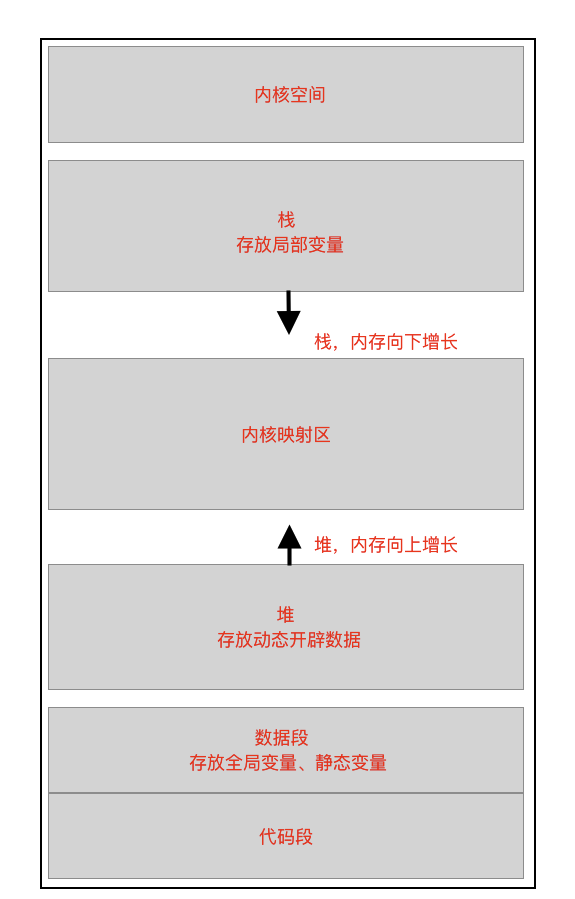 内核空间
栈
存放局部变量
栈，内存向下增长
内核映射区
堆，内存向上增长
堆
存放动态开辟数据
数据段
存放全局变量、静态变量
代码段